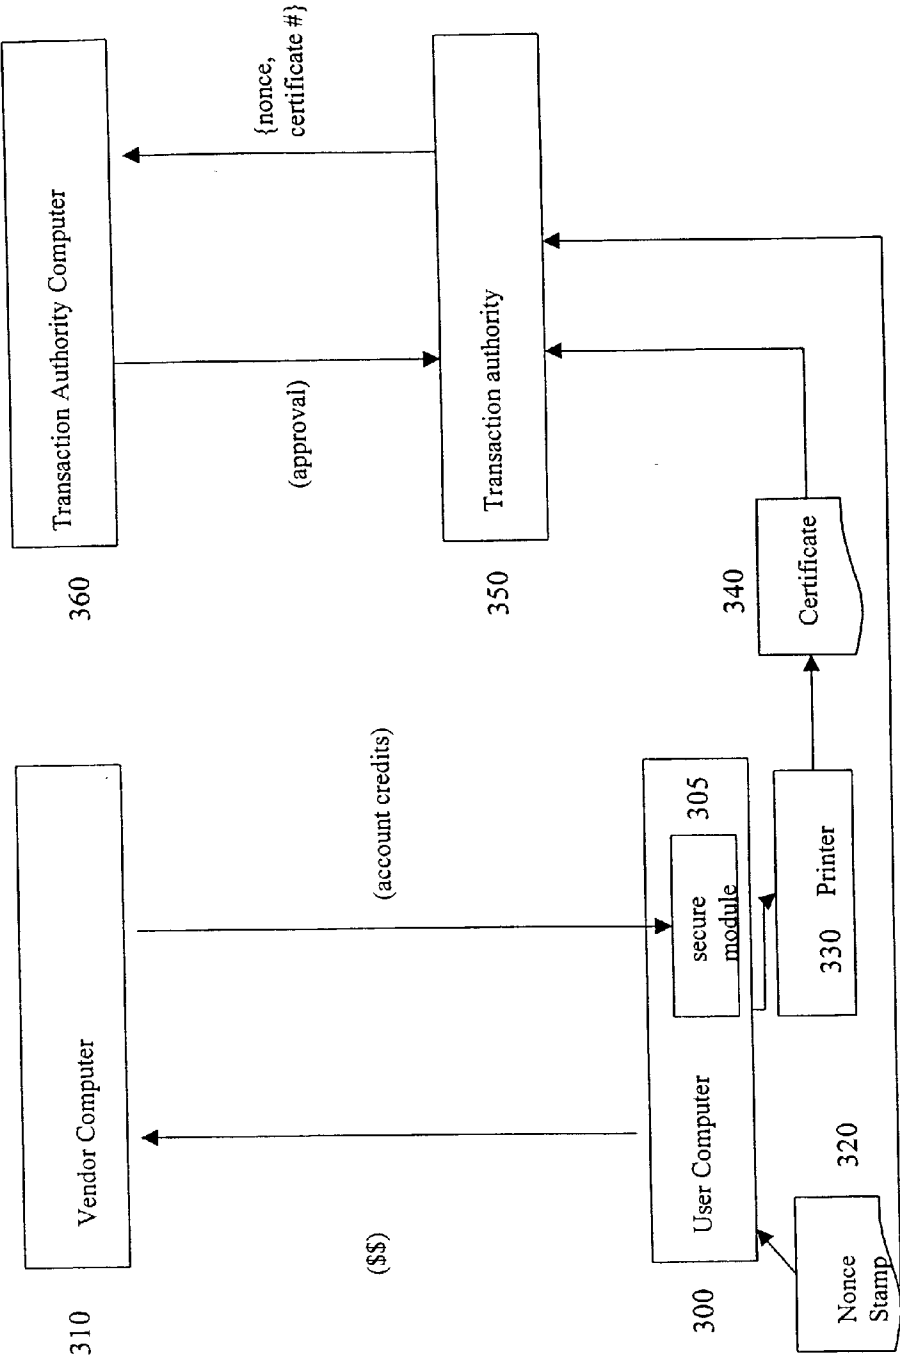 310
Vendor Computer
360
Transaction Authority Computer
($$)
(account credits)
(approval)
{nonce,
certificate #}
350
Transaction authority
300
User Computer
secure
module
305
340
Certificate
320
330
Printer
Nonce
Stamp